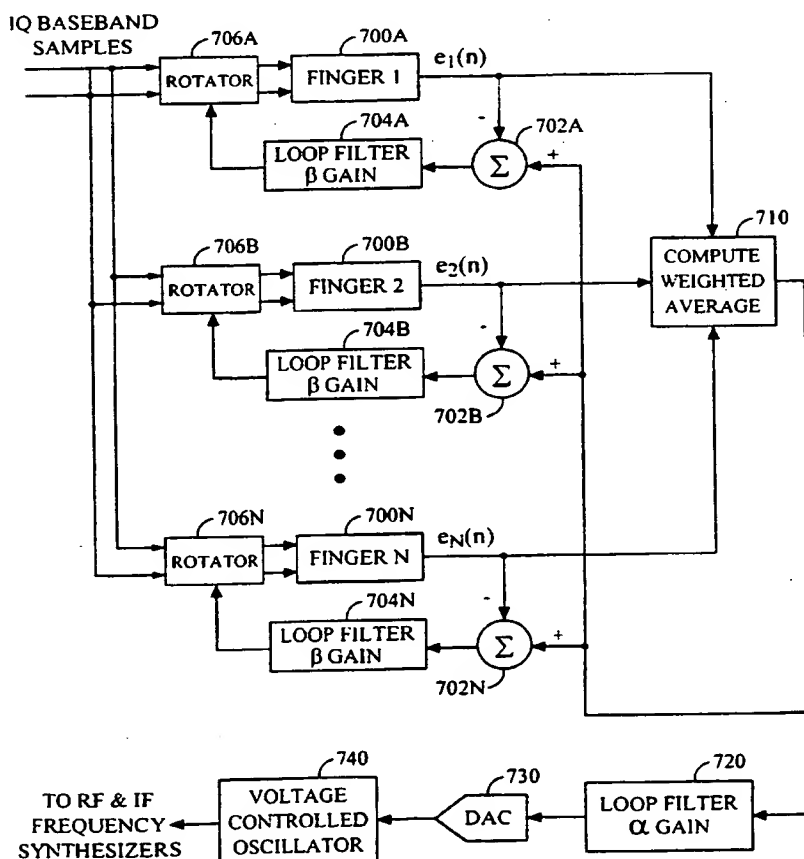 IQ BASEBAND
SAMPLES
706A
700A
ROTATOR
FINGER 1
e1(n)
704A
702A
LOOP FILTER
β GAIN
-
Σ
+
706B
700B
710
ROTATOR
FINGER 2
e2(n)
COMPUTE
WEIGHTED
AVERAGE
704B
LOOP FILTER
β GAIN
-
Σ
+
702B
706N
700N
ROTATOR
FINGER N
eN(n)
704N
LOOP FILTER
β GAIN
-
Σ
+
702N
740
730
720
TO RF & IF
FREQUENCY
SYNTHESIZERS
VOLTAGE
CONTROLLED
OSCILLATOR
DAC
LOOP FILTER
α GAIN